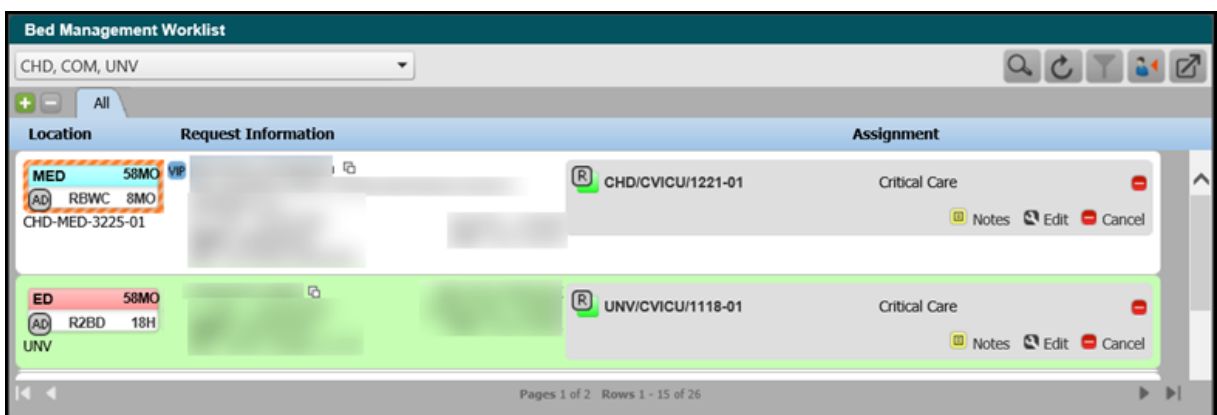 Bed Management Worklist
CHD, COM, UNV
All
Location Request Information Assignment
MED 58MO VIP
AD RBWC 8MO
CHD-MED-3225-01
R CHD/CVICU/1221-01 Critical Care
Notes Edit Cancel
ED 58MO
AD R2BD 18H
UNV
R UNV/CVICU/1118-01 Critical Care
Notes Edit Cancel
Pages 1 of 2 Rows 1 - 15 of 26